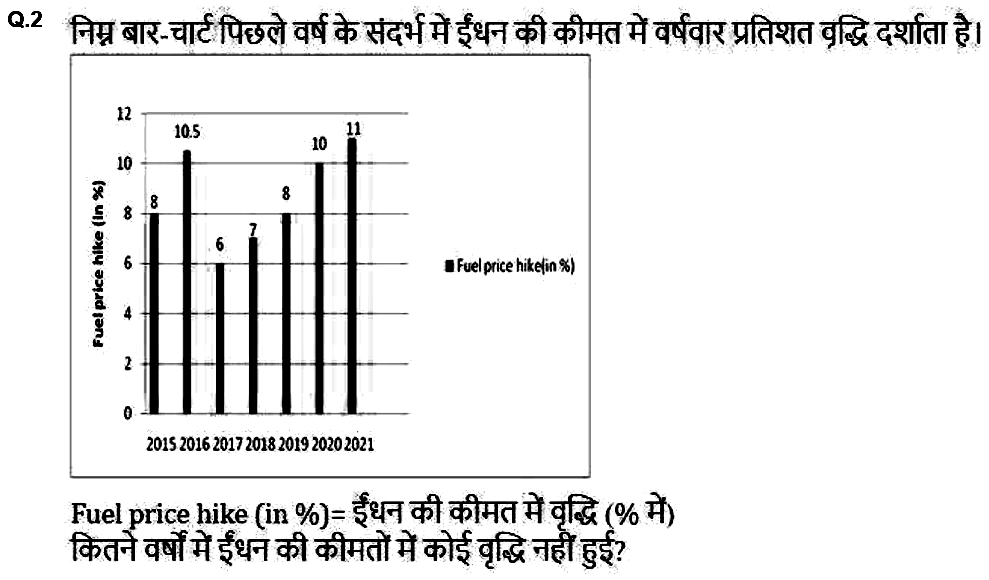 Q.2 निम्न बार-चार्ट पिछले वर्ष के संदर्भ में ईंधन की कीमत में वर्षवार प्रतिशत वृद्धि दर्शाता है।
12
10
8
6
4
2
0
Fuel price hike (in %)
8
10.5
6
7
8
10
11
2015 2016 2017 2018 2019 2020 2021
Fuel price hike(in %)
Fuel price hike (in %)= ईंधन की कीमत में वृद्धि (% में)
कितने वर्षों में ईंधन की कीमतों में कोई वृद्धि नहीं हुई?